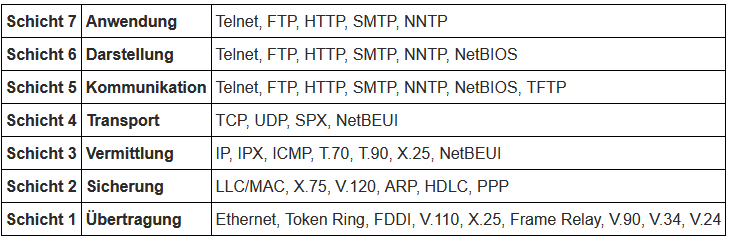 Schicht 7 Anwendung Telnet, FTP, HTTP, SMTP, NNTP
Schicht 6 Darstellung Telnet, FTP, HTTP, SMTP, NNTP, NetBIOS
Schicht 5 Kommunikation Telnet, FTP, HTTP, SMTP, NNTP, NetBIOS, TFTP
Schicht 4 Transport TCP, UDP, SPX, NetBEUI
Schicht 3 Vermittlung IP, IPX, ICMP, T.70, T.90, X.25, NetBEUI
Schicht 2 Sicherung LLC/MAC, X.75, V.120, ARP, HDLC, PPP
Schicht 1 Übertragung Ethernet, Token Ring, FDDI, V.110, X.25, Frame Relay, V.90, V.34, V.24